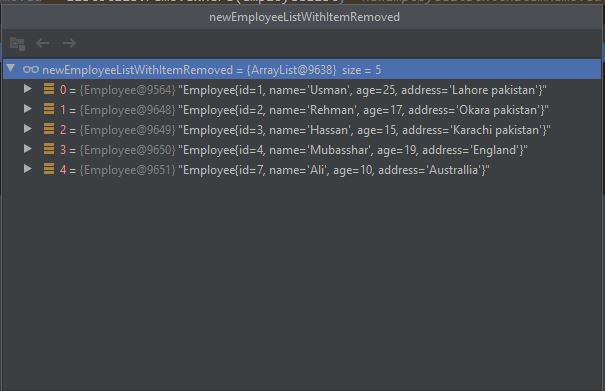 newEmployeeListWithItemRemoved
newEmployeeListWithItemRemoved = {ArrayList@9638} size = 5
0 = {Employee@9564} "Employee{id=1, name='Usman', age=25, address='Lahore pakistan'}"
1 = {Employee@9648} "Employee{id=2, name='Rehman', age=17, address='Okara pakistan'}"
2 = {Employee@9649} "Employee{id=3, name='Hassan', age=15, address='Karachi pakistan'}"
3 = {Employee@9650} "Employee{id=4, name='Mubasshar', age=19, address='England'}"
4 = {Employee@9651} "Employee{id=7, name='Ali', age=10, address='Australlia'}"